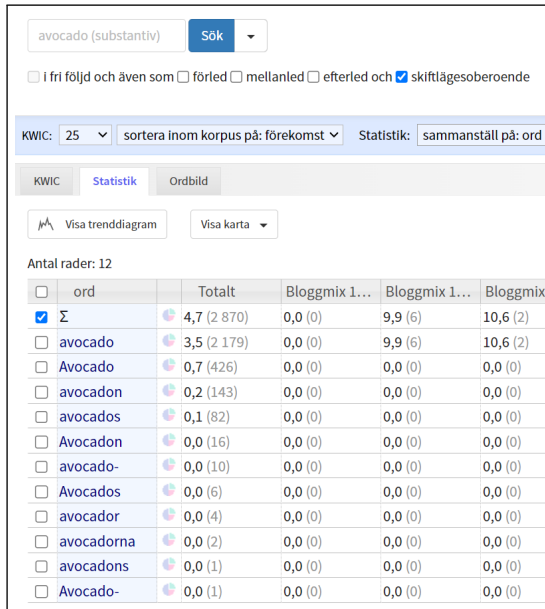 avocado (substantiv) Sök
i fri följd och även som förled mellanled efterled och skiftlägesoberoende
KWIC: 25 sortera inom korpus på: förekomst Statistik: sammanställ på: ord
KWIC Statistik Ordbild
Visa trenddiagram Visa karta
Antal rader: 12
ord Totalt Bloggmix 1... Bloggmix 1... Bloggmix
Σ 4,7 (2 870) 0,0 (0) 9,9 (6) 10,6 (2)
avocado 3,5 (2 179) 0,0 (0) 9,9 (6) 10,6 (2)
Avocado 0,7 (426) 0,0 (0) 0,0 (0) 0,0 (0)
avocadon 0,2 (143) 0,0 (0) 0,0 (0) 0,0 (0)
avocados 0,1 (82) 0,0 (0) 0,0 (0) 0,0 (0)
Avocadon 0,0 (16) 0,0 (0) 0,0 (0) 0,0 (0)
avocado- 0,0 (10) 0,0 (0) 0,0 (0) 0,0 (0)
Avocados 0,0 (6) 0,0 (0) 0,0 (0) 0,0 (0)
avocador 0,0 (4) 0,0 (0) 0,0 (0) 0,0 (0)
avocadorna 0,0 (2) 0,0 (0) 0,0 (0) 0,0 (0)
avocadons 0,0 (1) 0,0 (0) 0,0 (0) 0,0 (0)
Avocado- 0,0 (1) 0,0 (0) 0,0 (0) 0,0 (0)